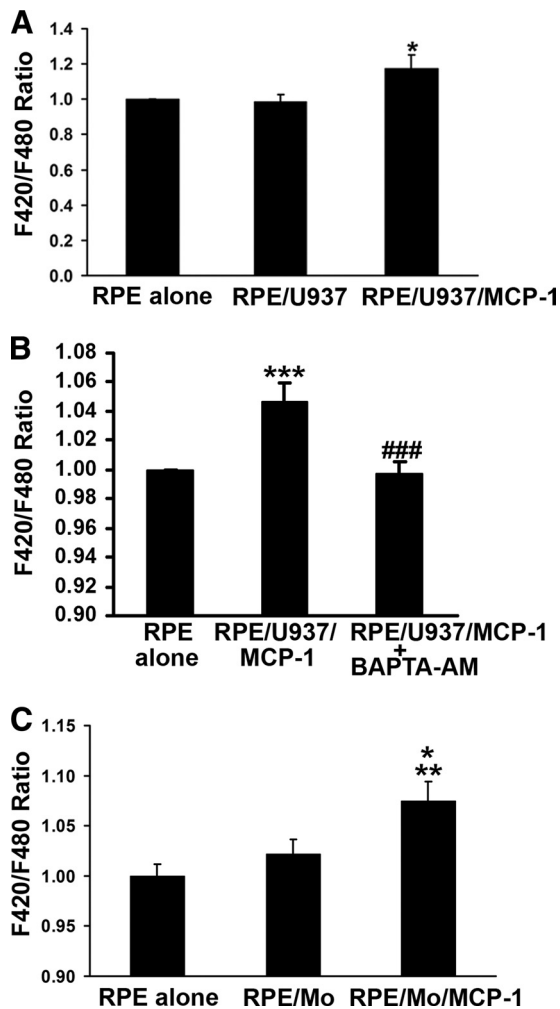 A
F420/F480 Ratio
1.4
1.2
1.0
0.8
0.6
0.4
0.2
0.0
*
RPE alone RPE/U937 RPE/U937/MCP-1
B
F420/F480 Ratio
1.08
1.06
1.04
1.02
1.00
0.98
0.96
0.94
0.92
0.90
***
###
RPE alone
RPE/U937/
MCP-1
RPE/U937/MCP-1
+
BAPTA-AM
C
F420/F480 Ratio
1.15
1.10
1.05
1.00
0.95
0.90
*
**
RPE alone RPE/Mo RPE/Mo/MCP-1